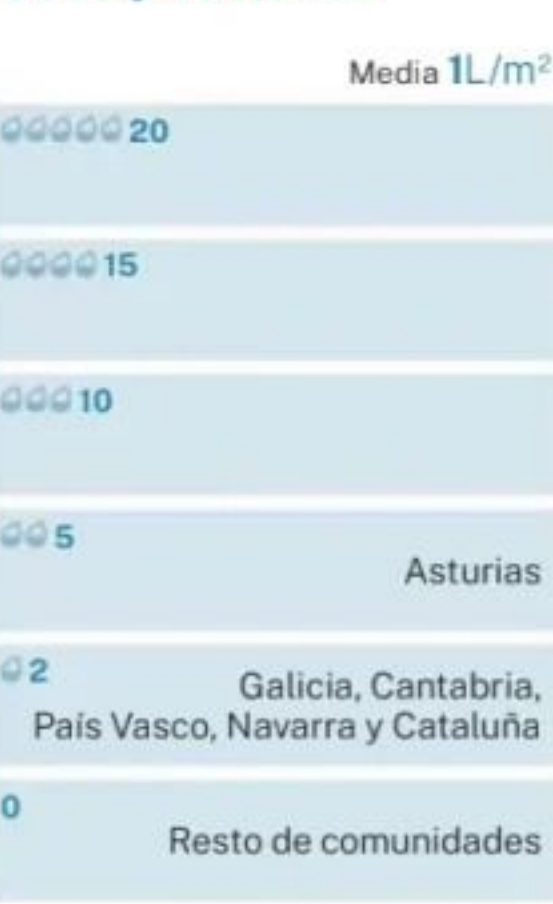 Media 1L/m²
20
15
10
5
Asturias
2
Galicia, Cantabria,
País Vasco, Navarra y Cataluña
0
Resto de comunidades